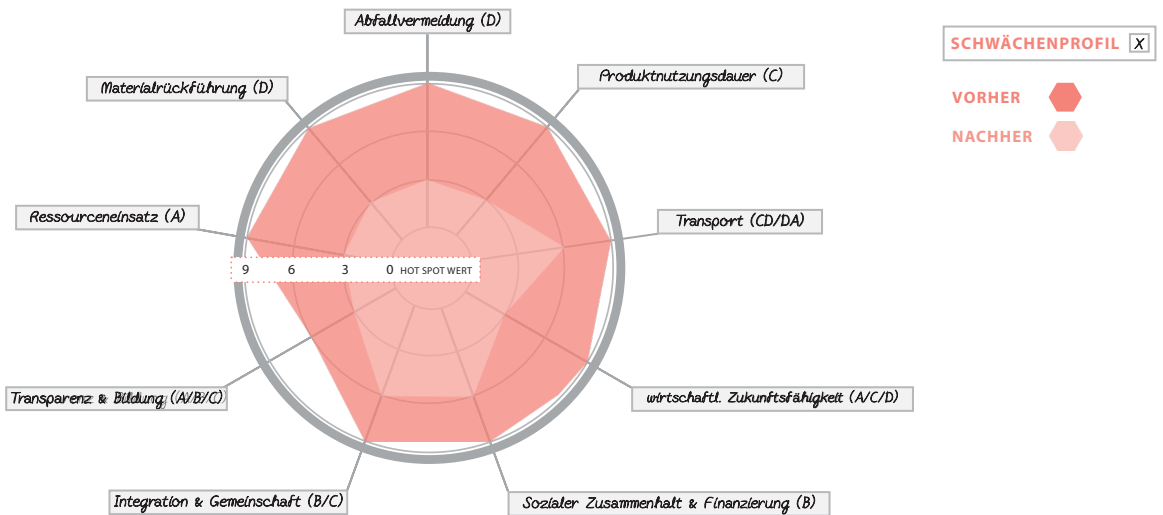 Abfallvermeidung (D)
SCHWÄCHENPROFIL X
Materialrückführung (D)
Produktnutzungsdauer (C)
VORHER
NACHHER
Ressourceneinsatz (A)
Transport (CD/DA)
9 6 3 0 HOT SPOT WERT
Transparenz & Bildung (A/B/C)
wirtschaftl. Zukunftsfähigkeit (A/C/D)
Integration & Gemeinschaft (B/C)
Sozialer Zusammenhalt & Finanzierung (B)